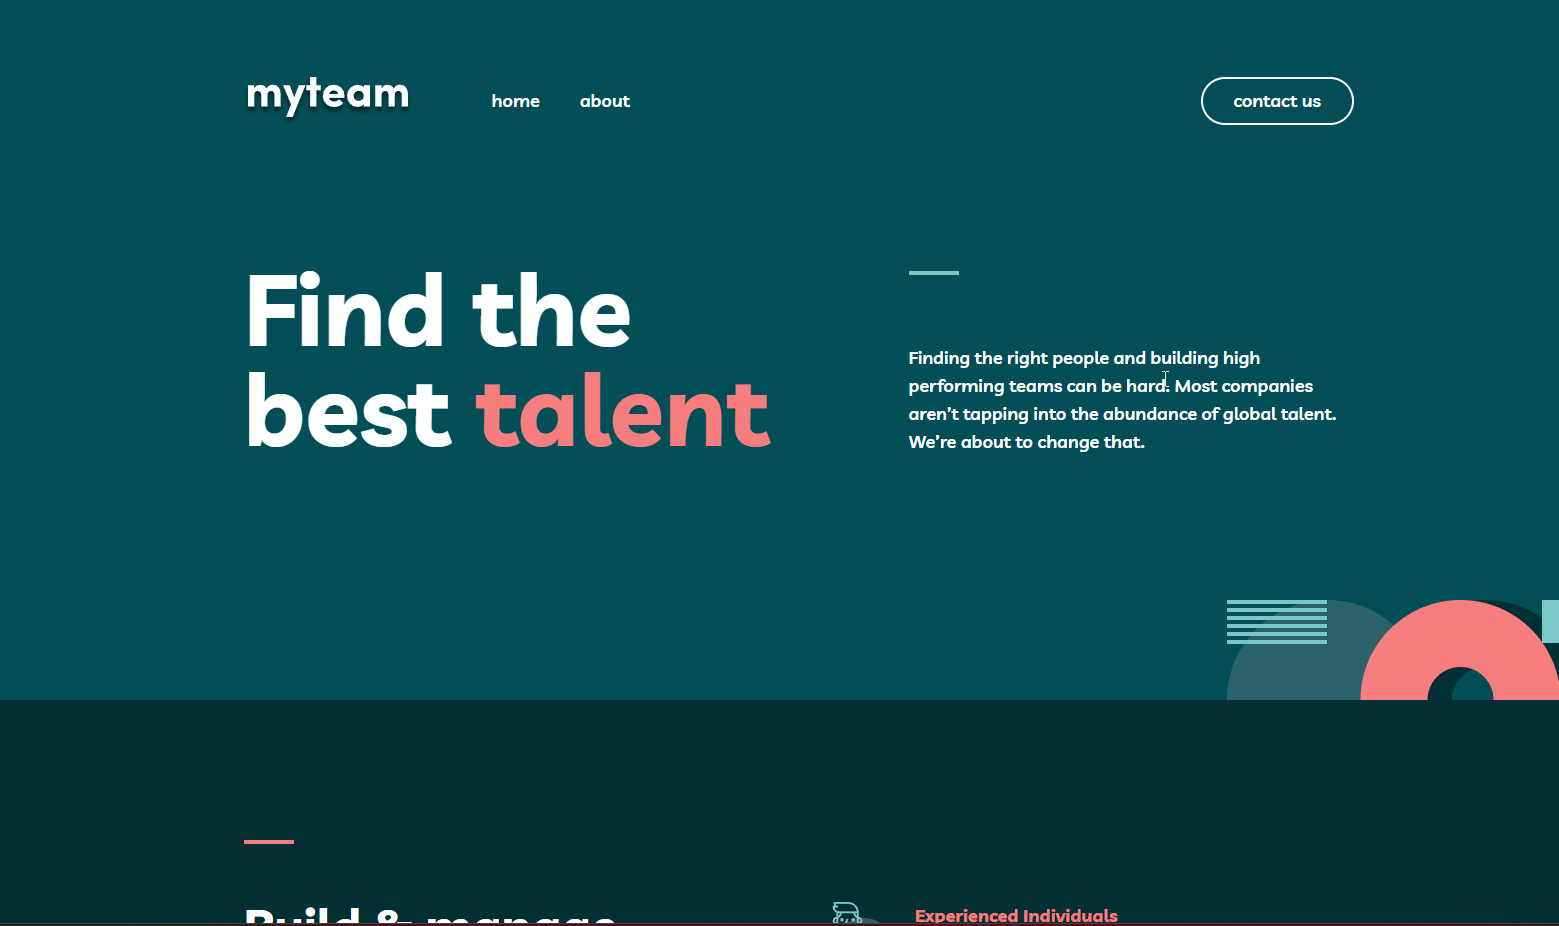 myteam
home
about
contact us
Find the
best talent
Finding the right people and building high
performing teams can be hard. Most companies
aren’t tapping into the abundance of global talent.
We’re about to change that.
Build & manage
Experienced Individuals